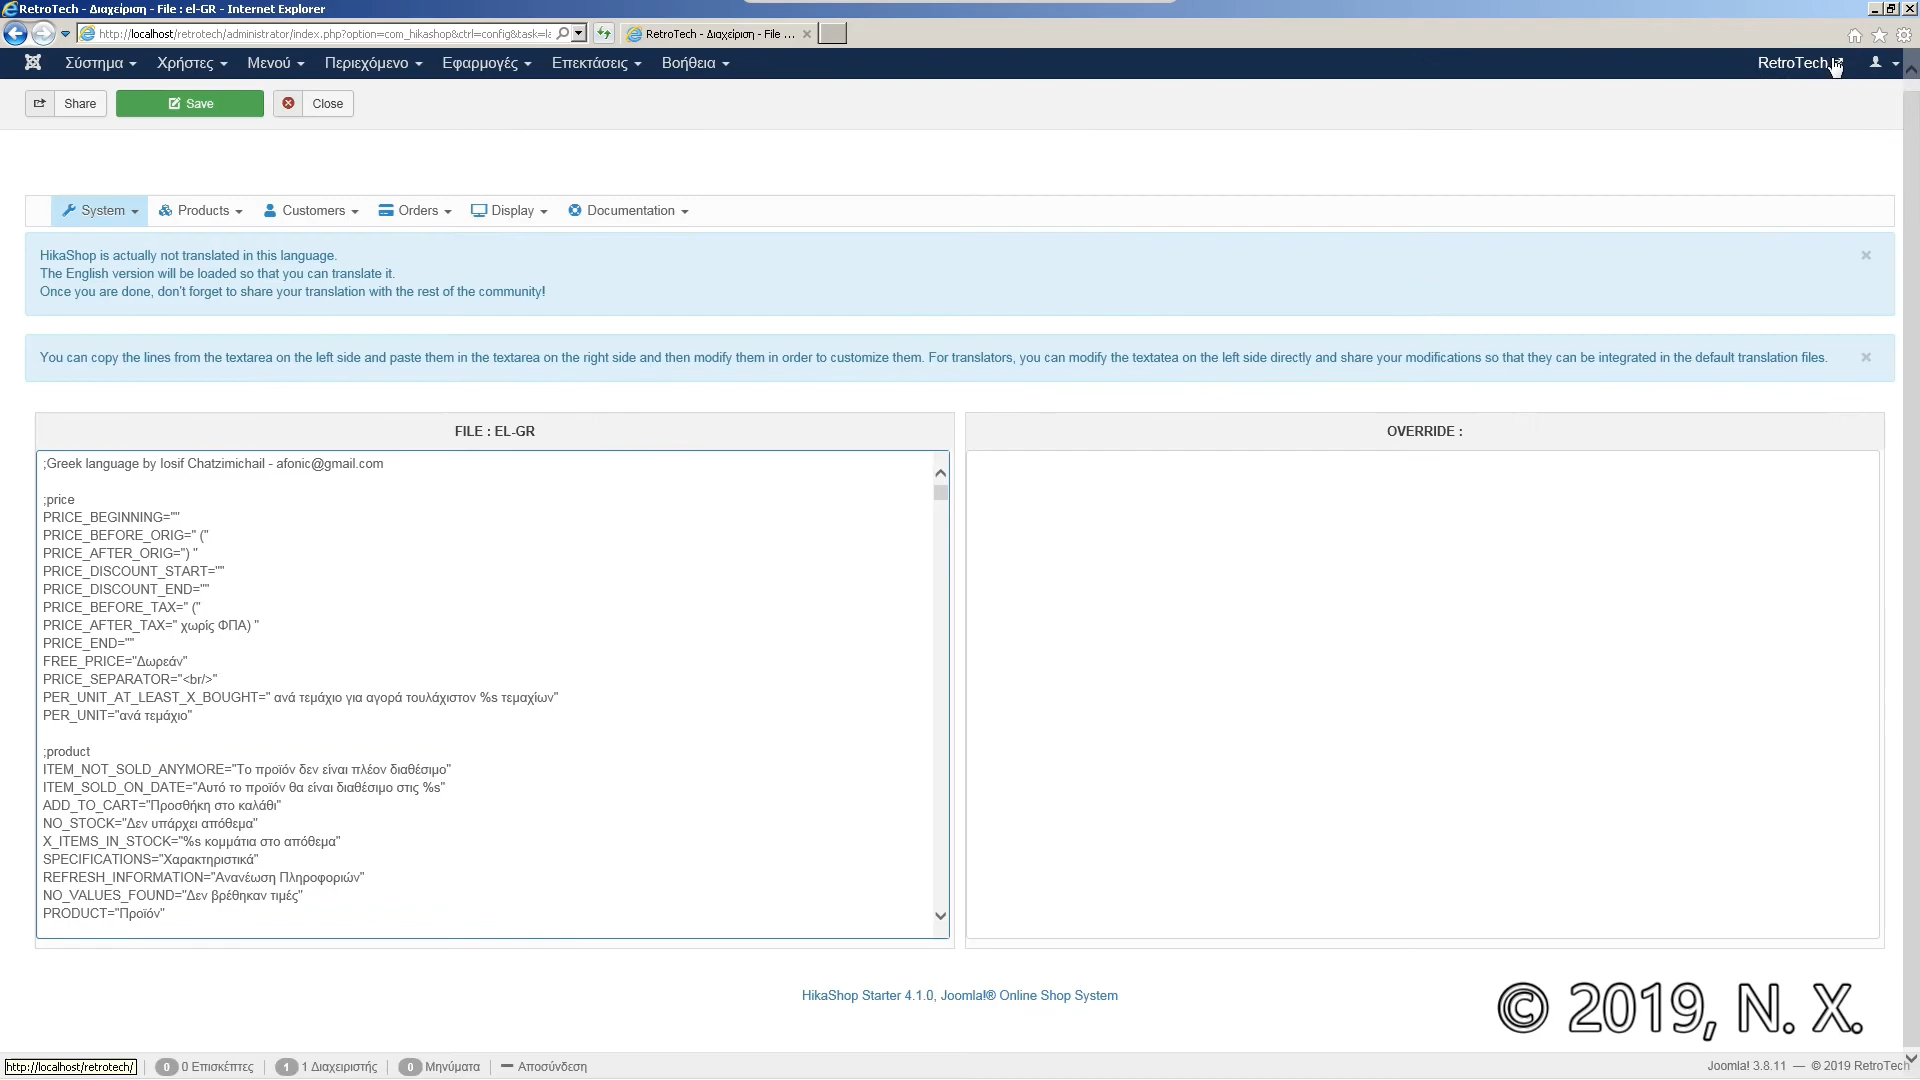 RetroTech - Διαχείριση - File : el-GR - Internet Explorer
http://localhost/retrotech/administrator/index.php?option=com_hikashop&ctrl=config&task=la
RetroTech - Διαχείριση - File ...
Σύστημα Χρήστες Μενού Περιεχόμενο Εφαρμογές Επεκτάσεις Βοήθεια RetroTech
Share Save Close
System Products Customers Orders Display Documentation
HikaShop is actually not translated in this language.
The English version will be loaded so that you can translate it.
Once you are done, don't forget to share your translation with the rest of the community!
You can copy the lines from the textarea on the left side and paste them in the textarea on the right side and then modify them in order to customize them. For translators, you can modify the textatea on the left side directly and share your modifications so that they can be integrated in the default translation files.
FILE : EL-GR
;Greek language by Iosif Chatzimichail - afonic@gmail.com
;price
PRICE_BEGINNING=""
PRICE_BEFORE_ORIG=" ("
PRICE_AFTER_ORIG=") "
PRICE_DISCOUNT_START=""
PRICE_DISCOUNT_END=""
PRICE_BEFORE_TAX=" ("
PRICE_AFTER_TAX=" χωρίς ΦΠΑ) "
PRICE_END=""
FREE_PRICE="Δωρεάν"
PRICE_SEPARATOR="<br/>"
PER_UNIT_AT_LEAST_X_BOUGHT=" ανά τεμάχιο για αγορά τουλάχιστον %s τεμαχίων"
PER_UNIT="ανά τεμάχιο"
;product
ITEM_NOT_SOLD_ANYMORE="Το προϊόν δεν είναι πλέον διαθέσιμο"
ITEM_SOLD_ON_DATE="Αυτό το προϊόν θα είναι διαθέσιμο στις %s"
ADD_TO_CART="Προσθήκη στο καλάθι"
NO_STOCK="Δεν υπάρχει απόθεμα"
X_ITEMS_IN_STOCK="%s κομμάτια στο απόθεμα"
SPECIFICATIONS="Χαρακτηριστικά"
REFRESH_INFORMATION="Ανανέωση Πληροφοριών"
NO_VALUES_FOUND="Δεν βρέθηκαν τιμές"
PRODUCT="Προϊόν"
OVERRIDE :
HikaShop Starter 4.1.0, Joomla!® Online Shop System
© 2019, N. X.
http://localhost/retrotech/ 0 0 Επισκέπτες 1 1 Διαχειριστής 0 Μηνύματα Αποσύνδεση Joomla! 3.8.11 — © 2019 RetroTech